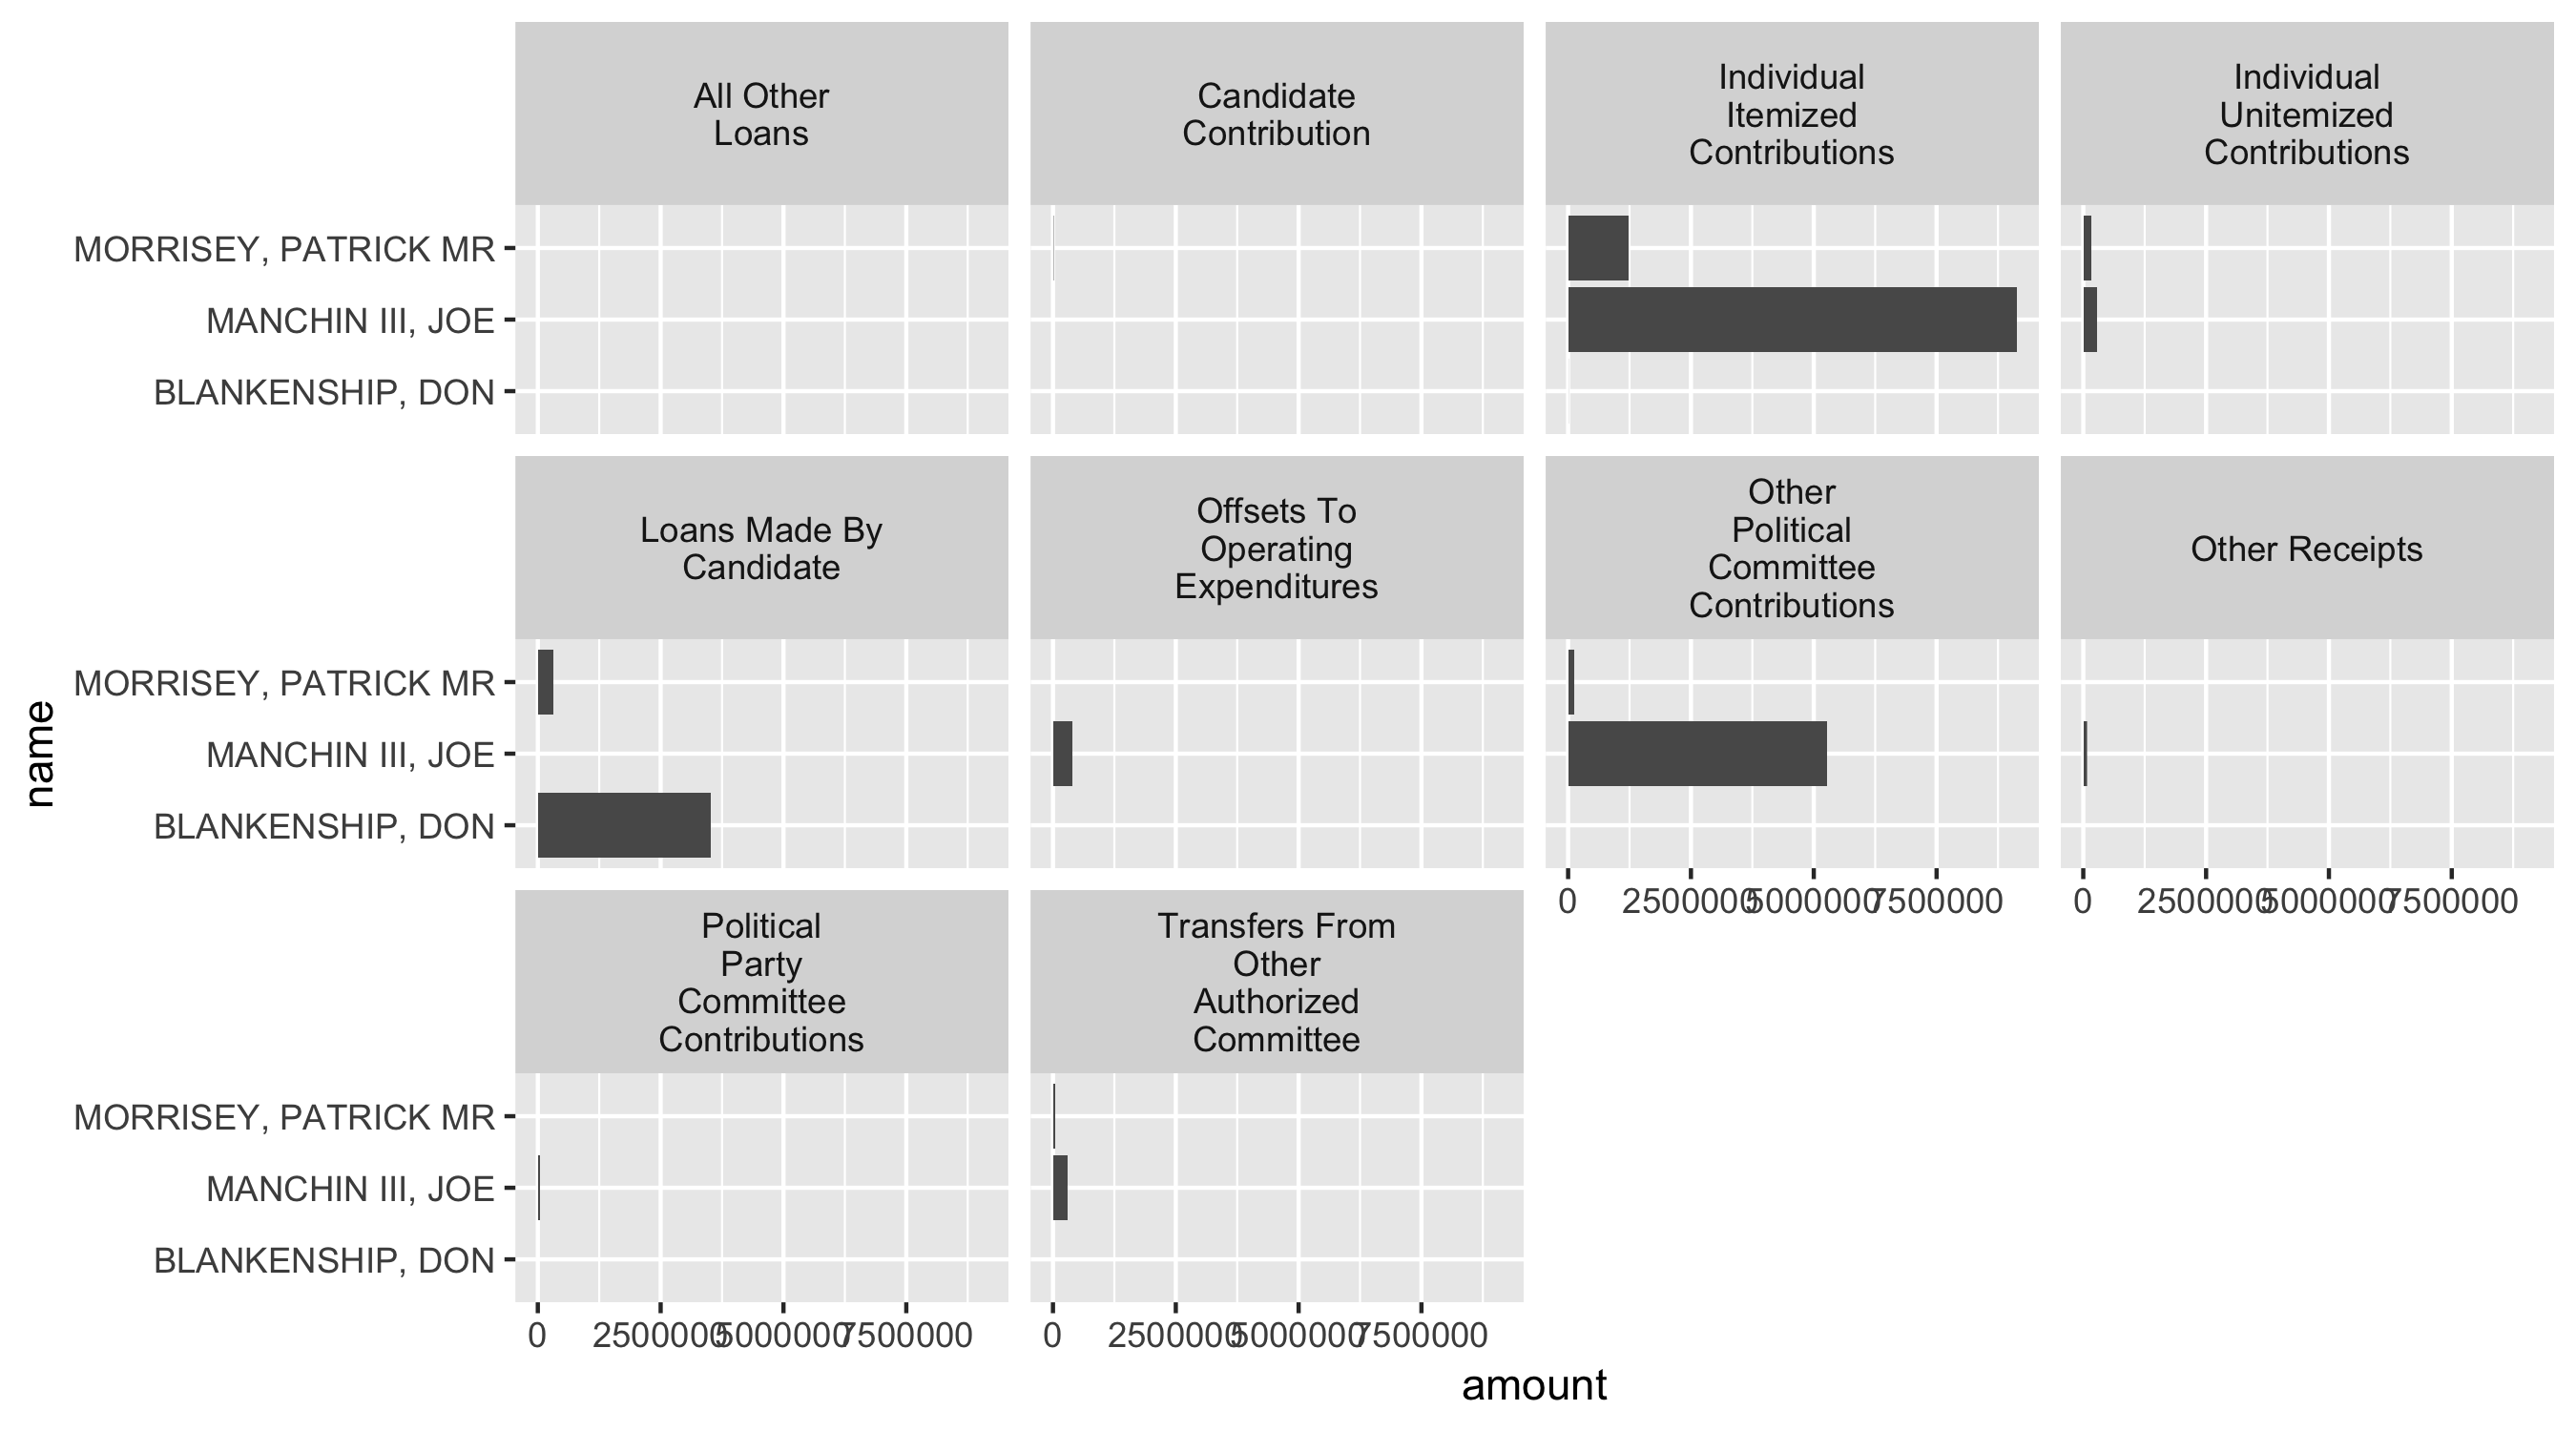 All Other
Loans
Candidate
Contribution
Individual
Itemized
Contributions
Individual
Unitemized
Contributions
MORRISEY, PATRICK MR
MANCHIN III, JOE
BLANKENSHIP, DON
Loans Made By
Candidate
Offsets To
Operating
Expenditures
Other
Political
Committee
Contributions
Other Receipts
name
MORRISEY, PATRICK MR
MANCHIN III, JOE
BLANKENSHIP, DON
0 2500000 5000000 7500000
0 2500000 5000000 7500000
Political
Party
Committee
Contributions
Transfers From
Other
Authorized
Committee
MORRISEY, PATRICK MR
MANCHIN III, JOE
BLANKENSHIP, DON
0 2500000 5000000 7500000
0 2500000 5000000 7500000
amount